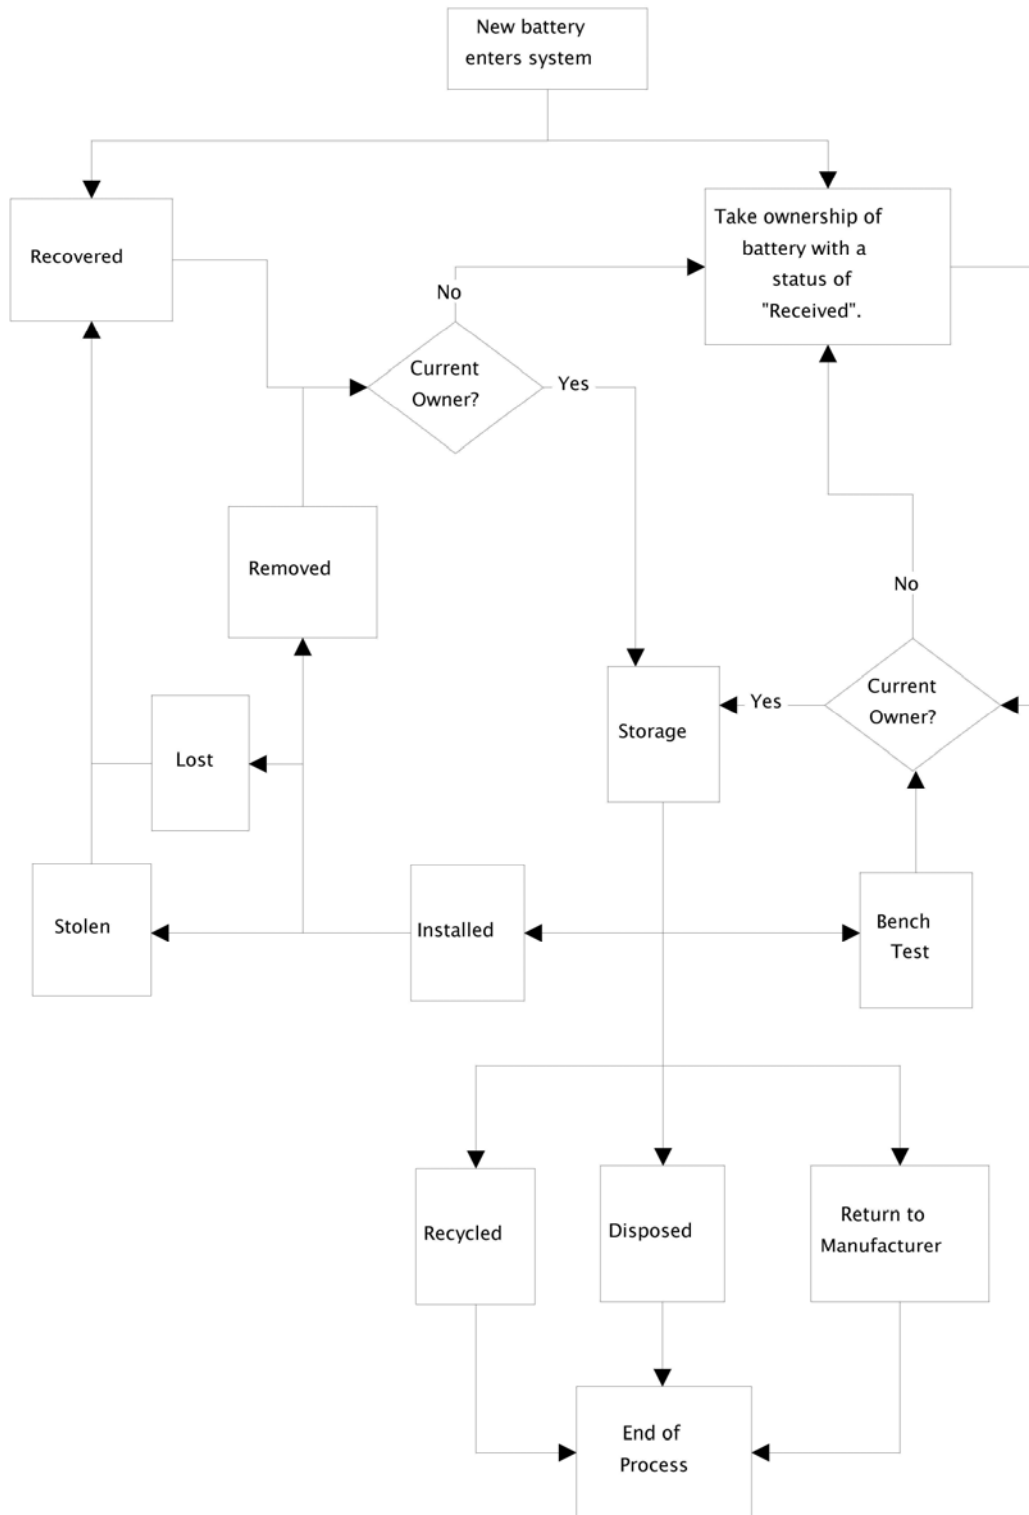 New battery
enters system
Recovered
Take ownership of
battery with a
status of
"Received".
No
Current
Owner?
Yes
Removed
No
Current
Owner?
Yes
Storage
Lost
Stolen
Installed
Bench
Test
Recycled
Disposed
Return to
Manufacturer
End of
Process